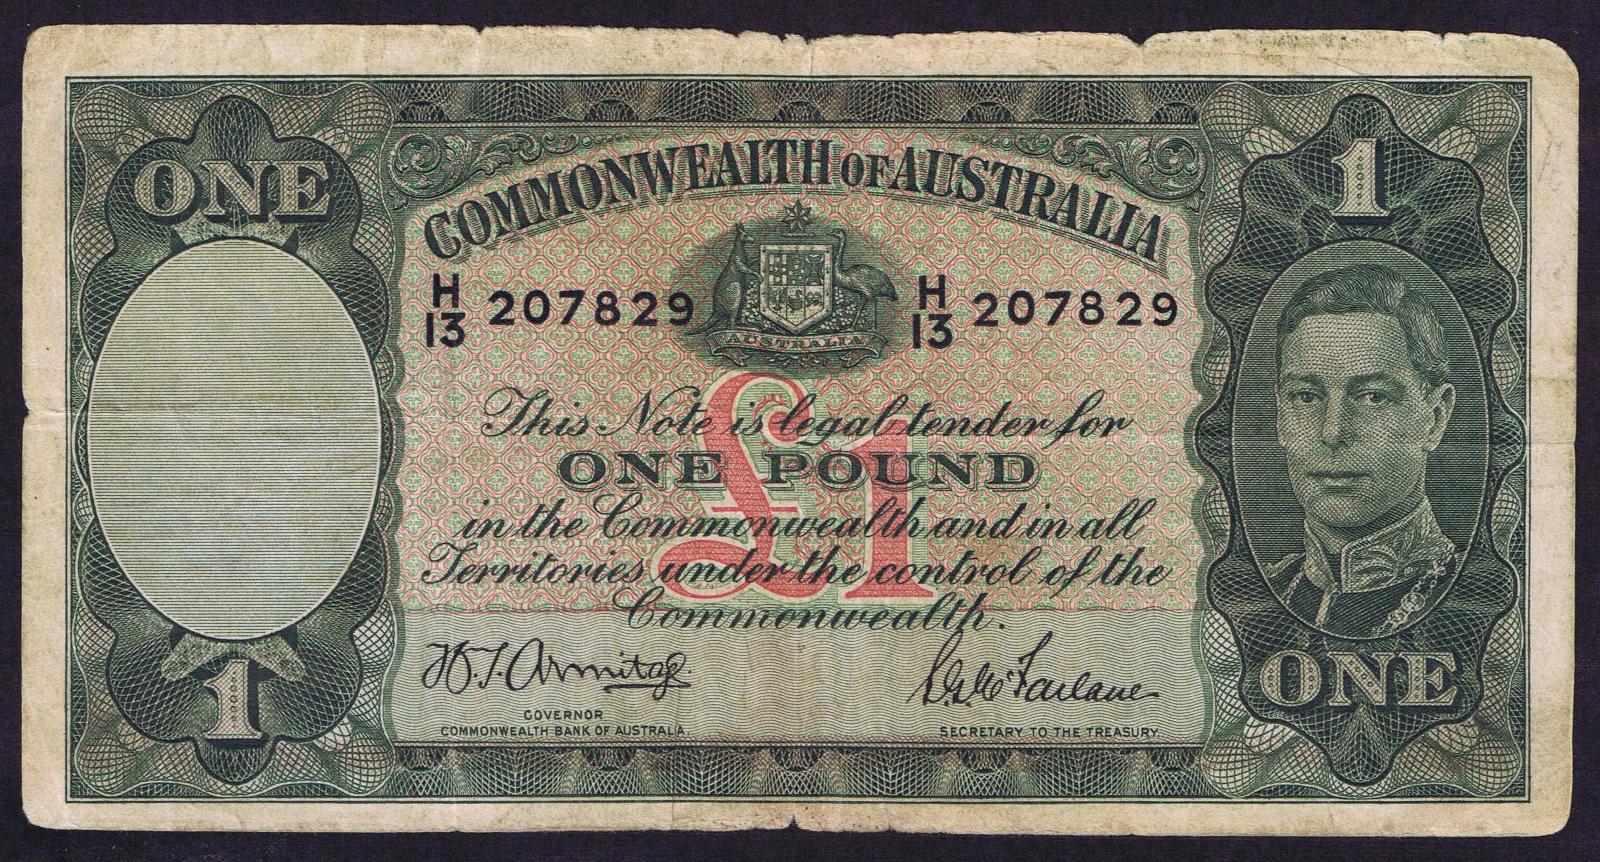 ONE
1
COMMONWEALTH OF AUSTRALIA
H/13 207829
H/13 207829
AUSTRALIA
£1
This Note is legal tender for
ONE POUND
in the Commonwealth and in all
Territories under the control of the
Commonwealth.
H.T. Armitage.
S.G. McFarlane
GOVERNOR
COMMONWEALTH BANK OF AUSTRALIA.
SECRETARY TO THE TREASURY
1
ONE